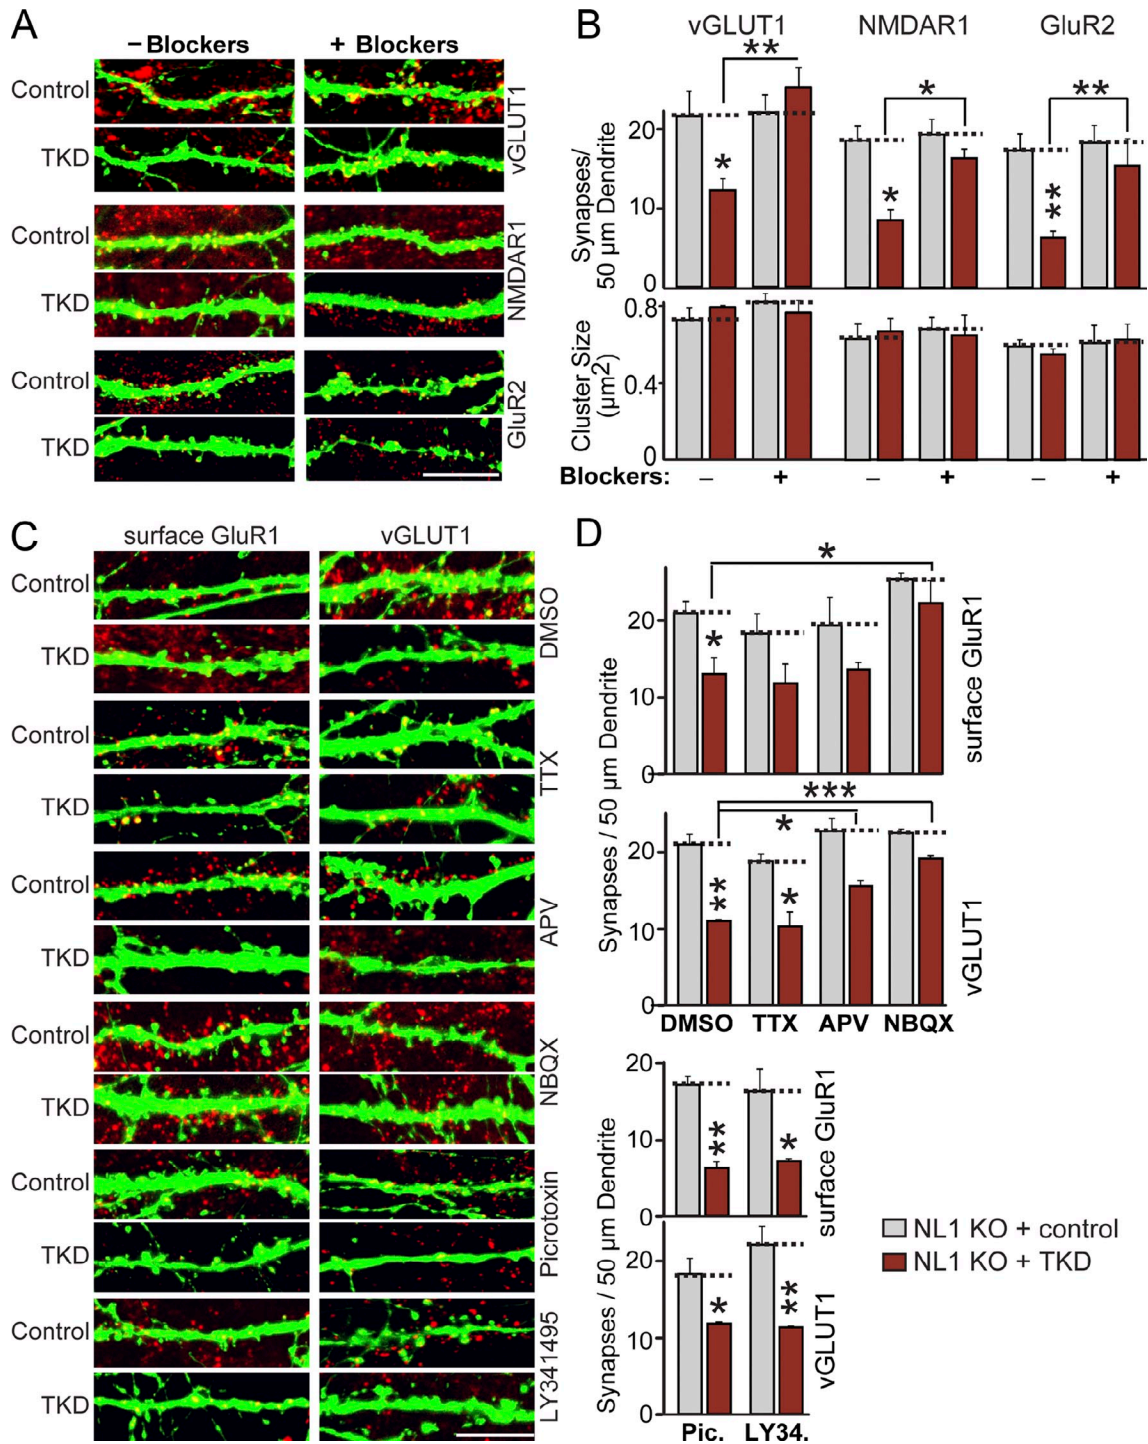 A
– Blockers
+ Blockers
Control
TKD
vGLUT1
Control
TKD
NMDAR1
Control
TKD
GluR2
B
vGLUT1
NMDAR1
GluR2
**
*
**
Synapses/
50 µm Dendrite
20
10
0
*
*
**
Cluster Size
(µm2)
0.8
0.4
0
Blockers:
– + – + – +
C
surface GluR1
vGLUT1
Control
TKD
DMSO
Control
TKD
TTX
Control
TKD
APV
Control
TKD
NBQX
Control
TKD
Picrotoxin
Control
TKD
LY341495
D
*
20
10
0
*
surface GluR1
Synapses / 50 µm Dendrite
***
*
20
10
0
**
*
vGLUT1
DMSO TTX APV NBQX
20
10
0
**
*
surface GluR1
Synapses / 50 µm Dendrite
20
10
0
*
**
vGLUT1
Pic. LY34.
NL1 KO + control
NL1 KO + TKD